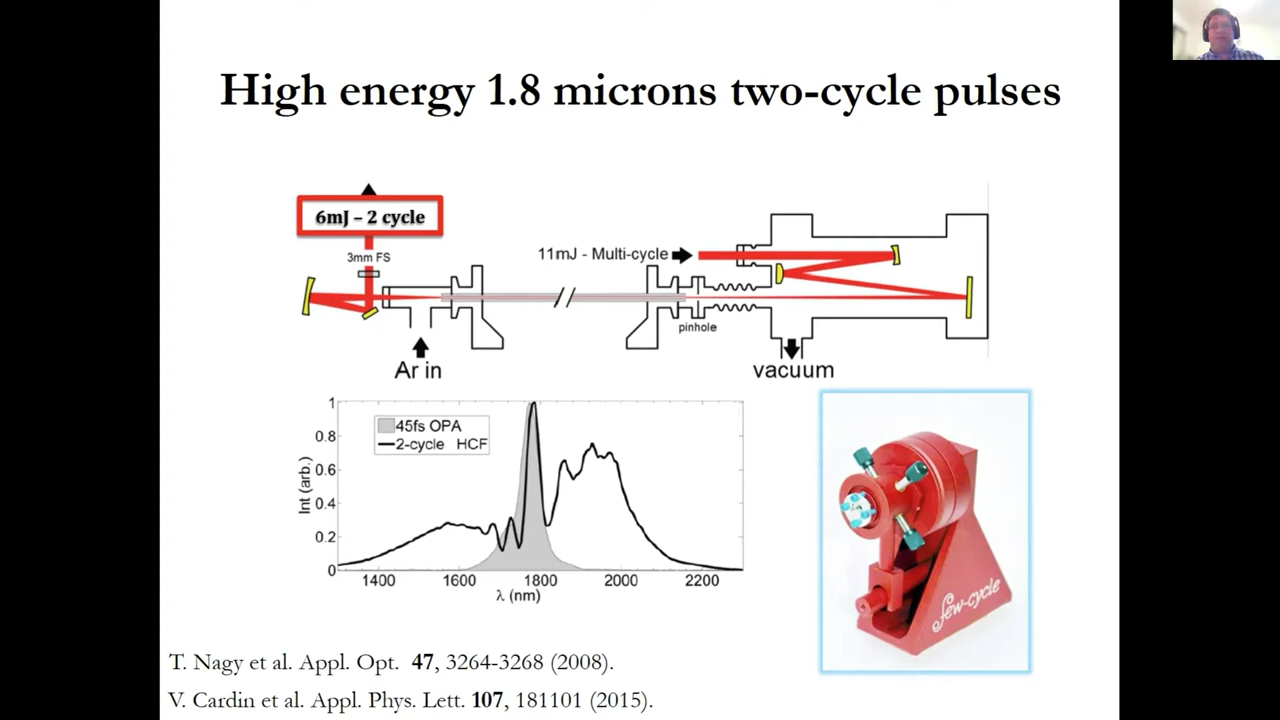 High energy 1.8 microns two-cycle pulses
6mJ – 2 cycle
3mm FS
11mJ - Multi-cycle
pinhole
Ar in
vacuum
45fs OPA
2-cycle HCF
Int (arb.)
1
0.8
0.6
0.4
0.2
0
1400 1600 1800 2000 2200
λ (nm)
few-cycle
T. Nagy et al. Appl. Opt. 47, 3264-3268 (2008).
V. Cardin et al. Appl. Phys. Lett. 107, 181101 (2015).